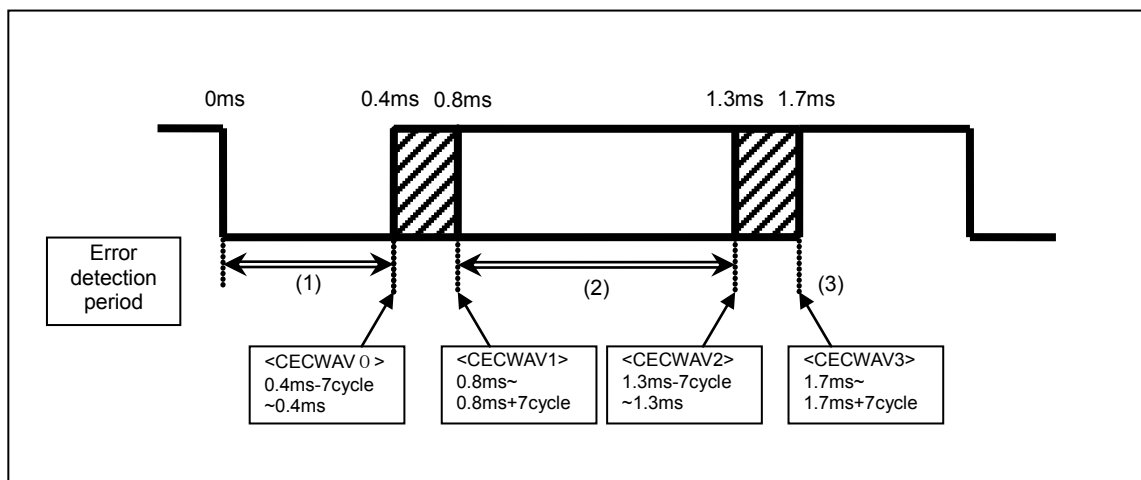 0ms
0.4ms
0.8ms
1.3ms
1.7ms
Error
detection
period
(1)
(2)
(3)
<CECWAV０>
0.4ms-7cycle
~0.4ms
<CECWAV1>
0.8ms~
0.8ms+7cycle
<CECWAV2>
1.3ms-7cycle
~1.3ms
<CECWAV3>
1.7ms~
1.7ms+7cycle